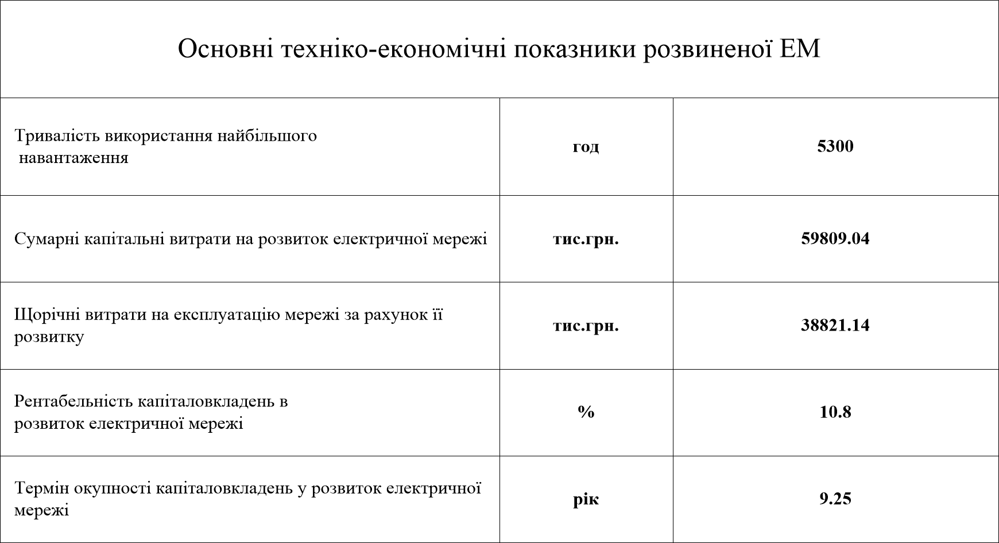 Основні техніко-економічні показники розвиненої ЕМ
Тривалість використання найбільшого
навантаження
год
5300
Сумарні капітальні витрати на розвиток електричної мережі
тис.грн.
59809.04
Щорічні витрати на експлуатацію мережі за рахунок її
розвитку
тис.грн.
38821.14
Рентабельність капіталовкладень в
розвиток електричної мережі
%
10.8
Термін окупності капіталовкладень у розвиток електричної
мережі
рік
9.25